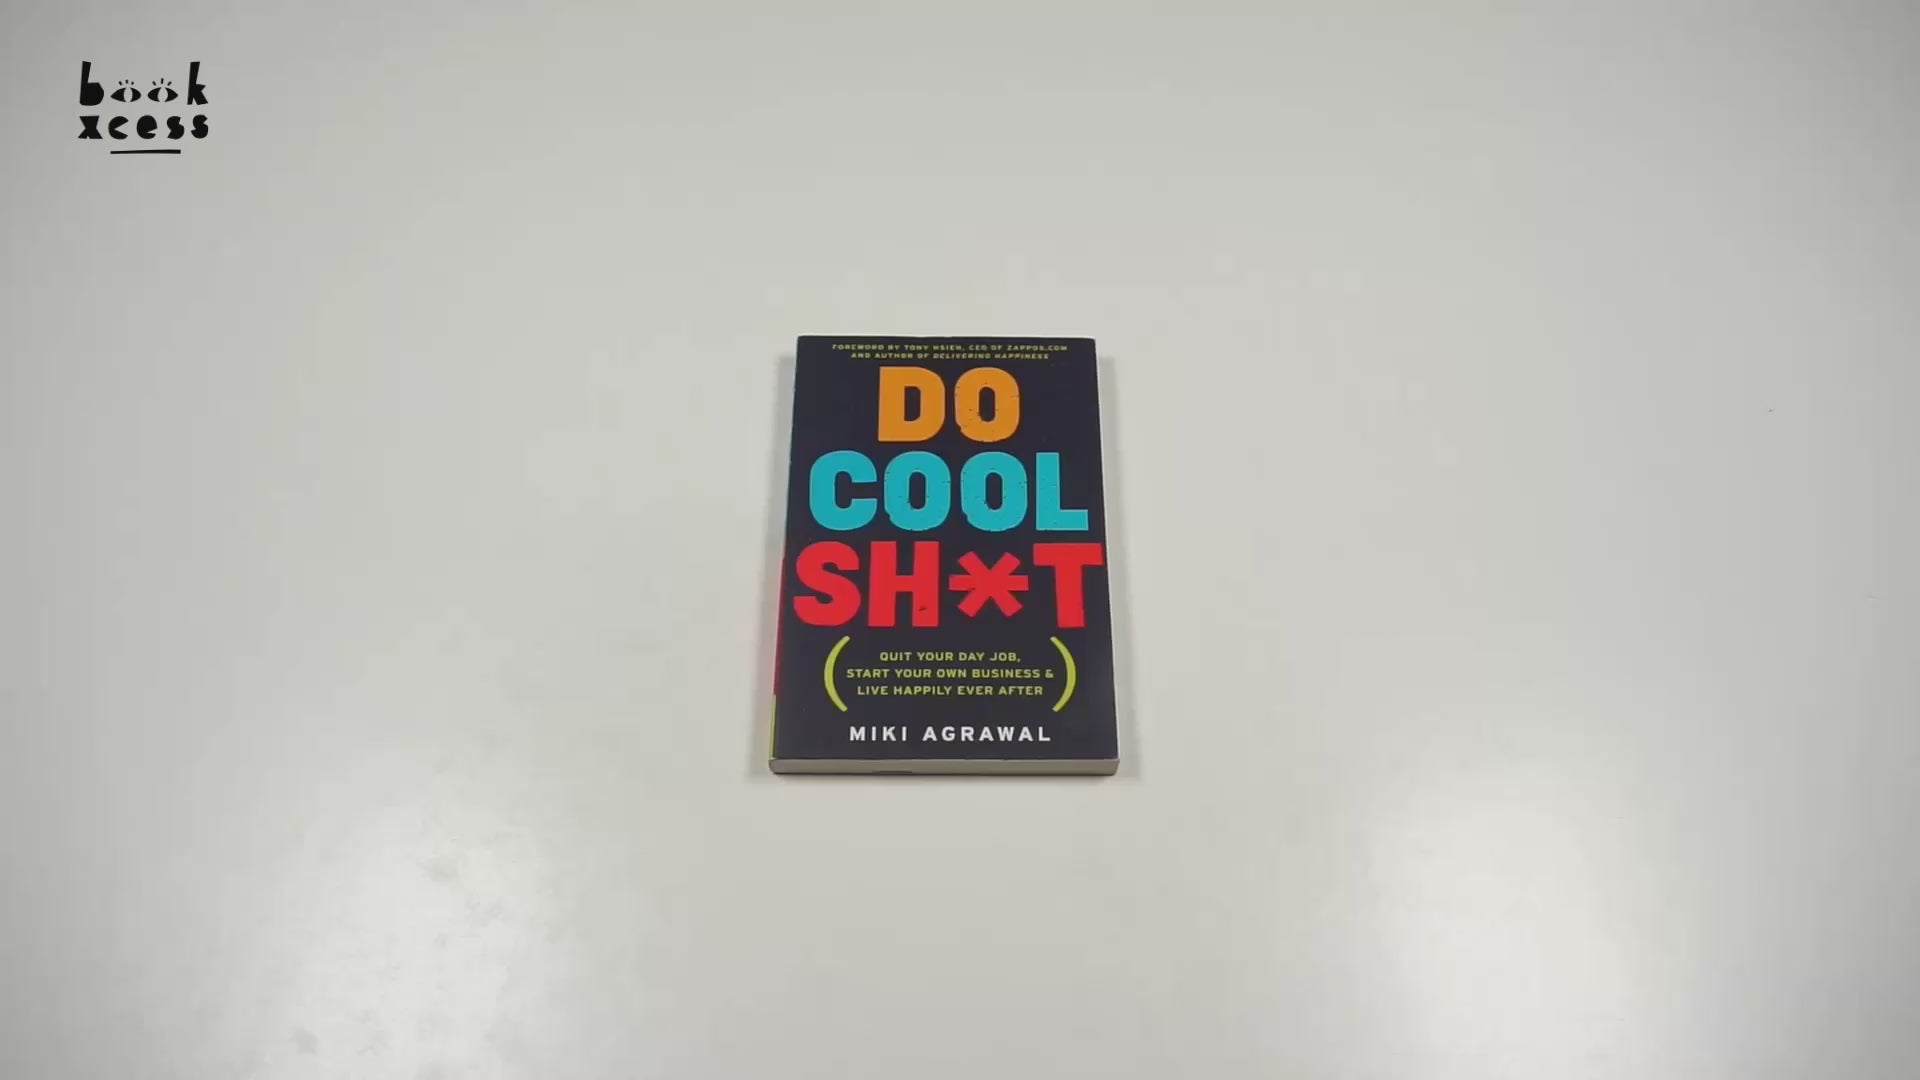 book
xcess
FOREWORD BY TONY HSIEH, CEO OF ZAPPOS.COM
AND AUTHOR OF DELIVERING HAPPINESS
DO
COOL
SH*T
(QUIT YOUR DAY JOB,
START YOUR OWN BUSINESS &
LIVE HAPPILY EVER AFTER)
MIKI AGRAWAL